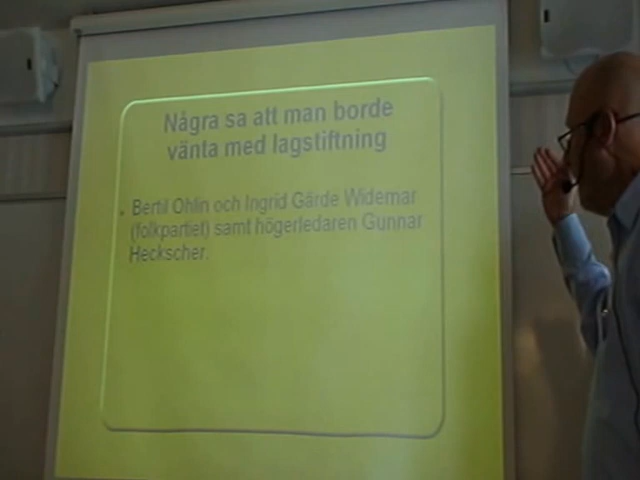 Några sa att man borde
vänta med lagstiftning
. Bertil Ohlin och Ingrid Gärde Widemar
(folkpartiet) samt högerledaren Gunnar
Heckscher.